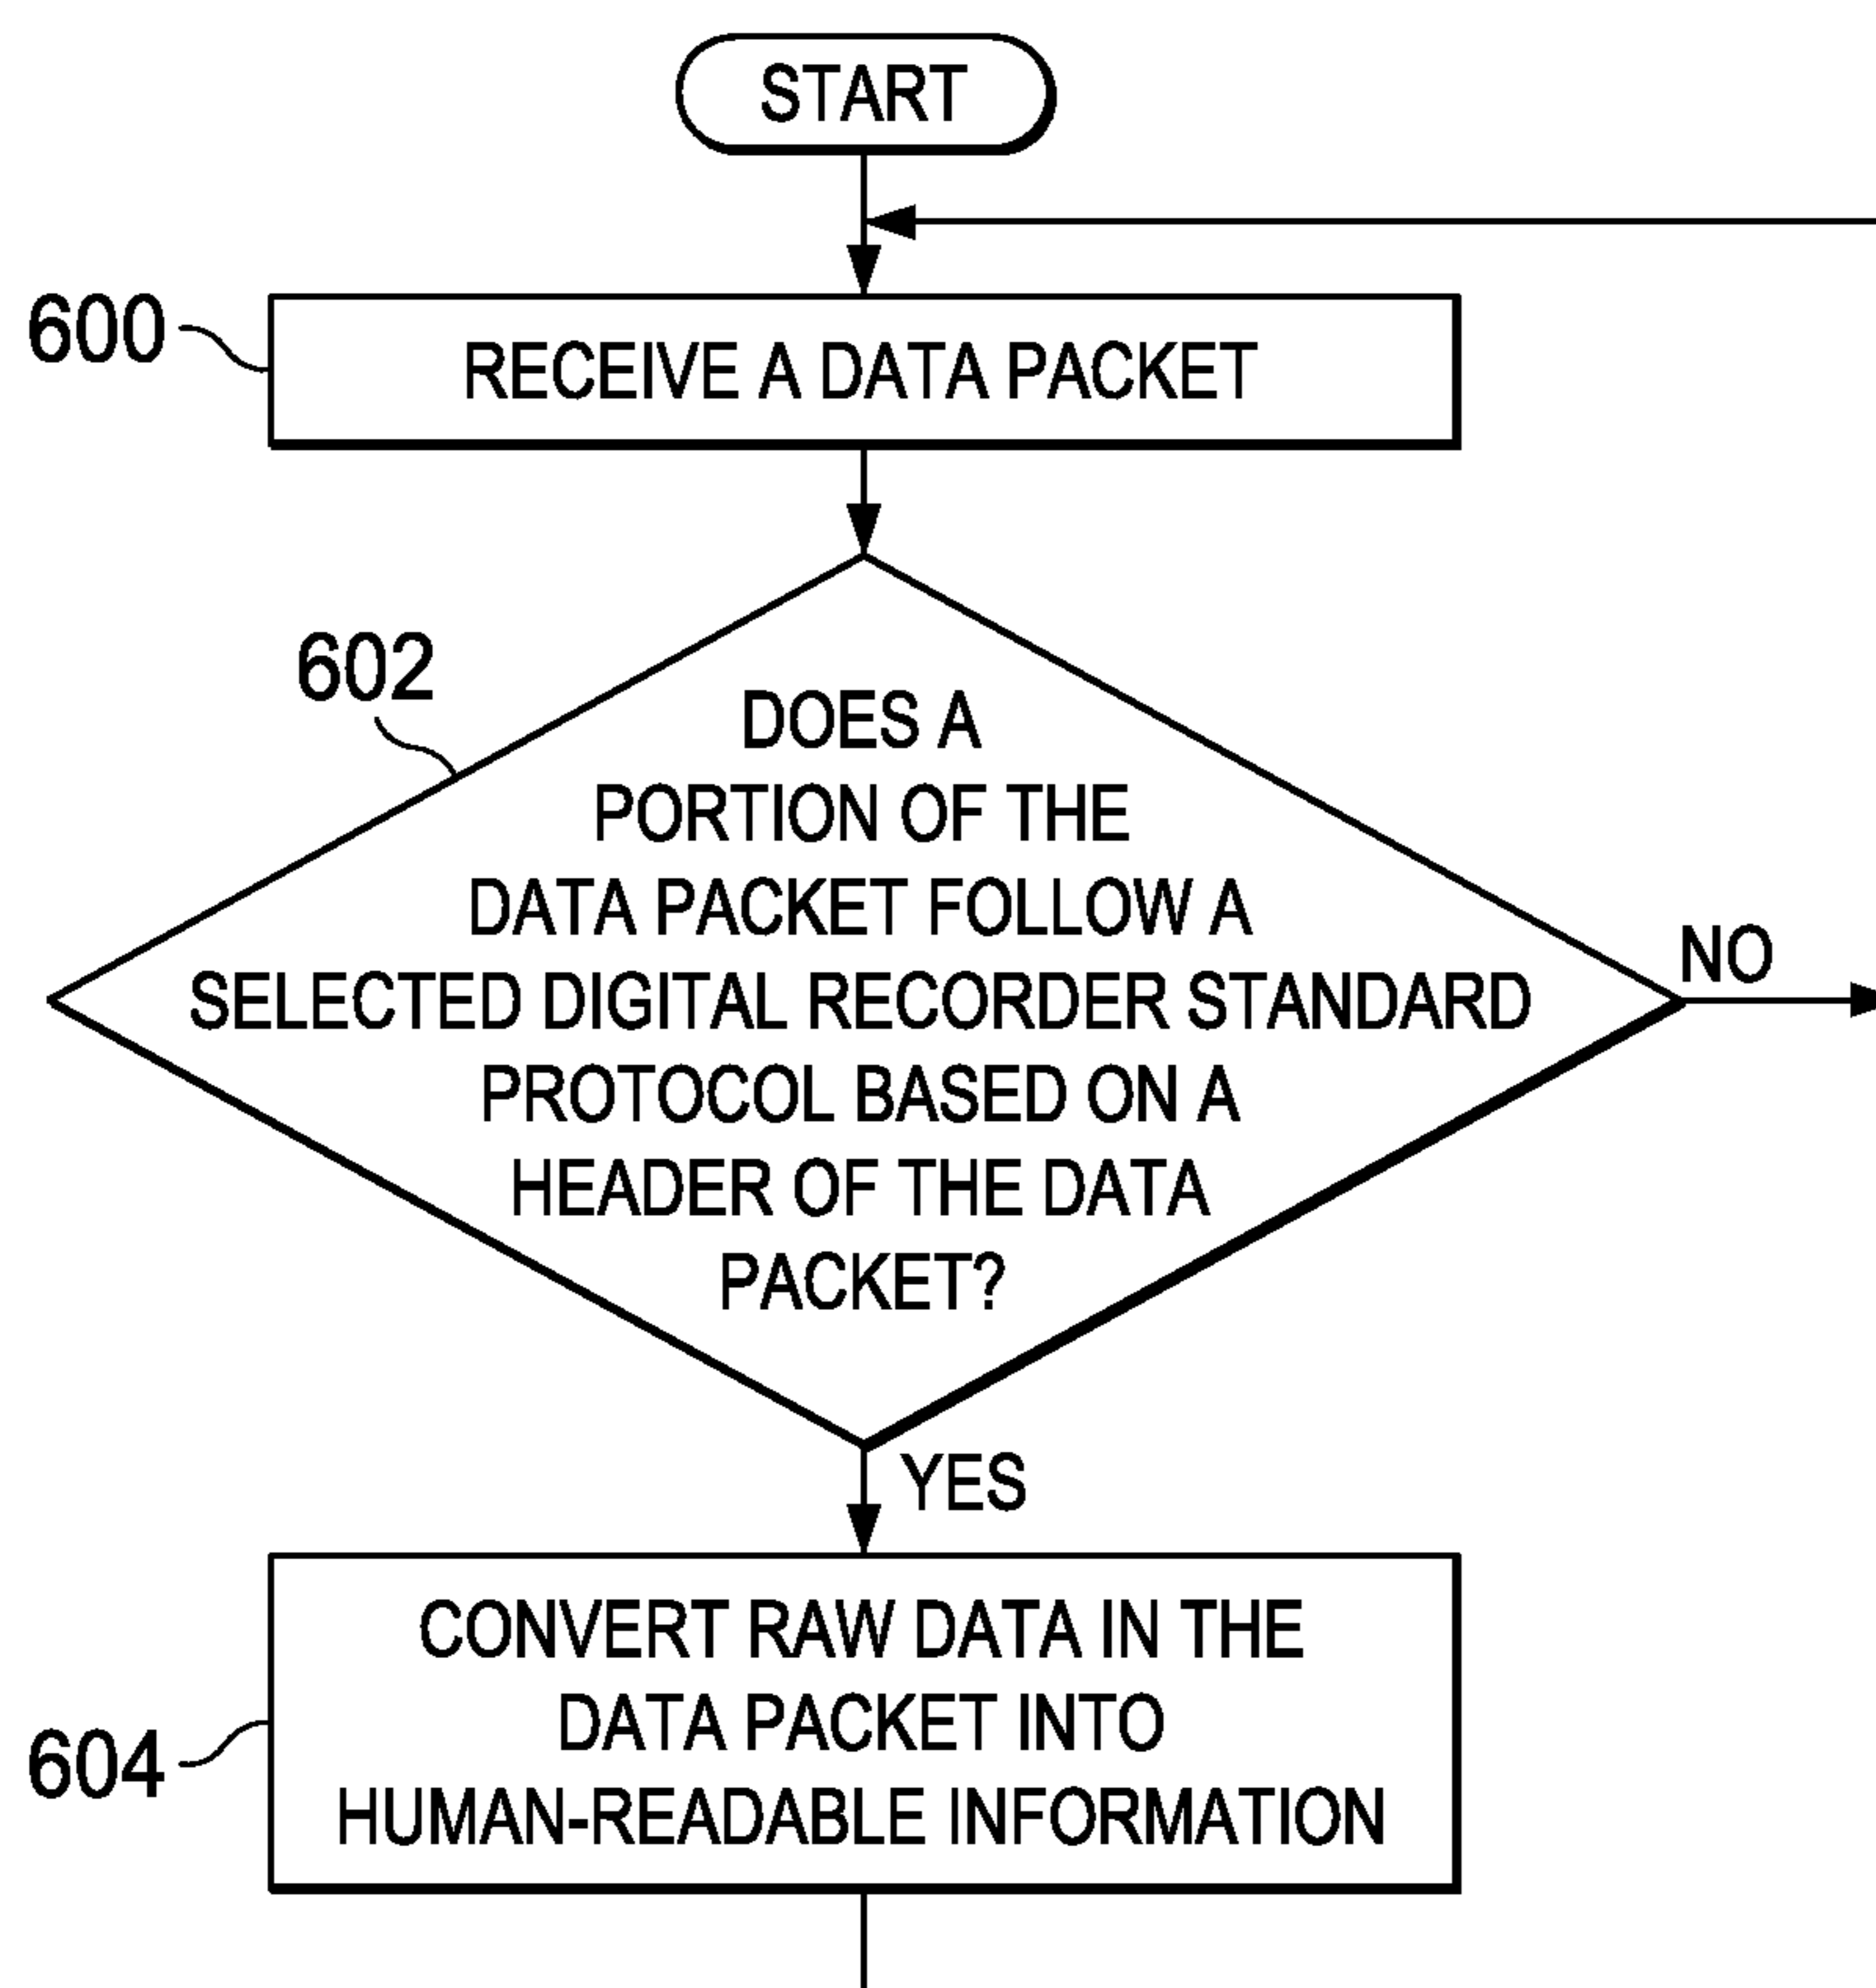 START
600
RECEIVE A DATA PACKET
602
DOES A
PORTION OF THE
DATA PACKET FOLLOW A
SELECTED DIGITAL RECORDER STANDARD
PROTOCOL BASED ON A
HEADER OF THE DATA
PACKET?
NO
YES
604
CONVERT RAW DATA IN THE
DATA PACKET INTO
HUMAN-READABLE INFORMATION